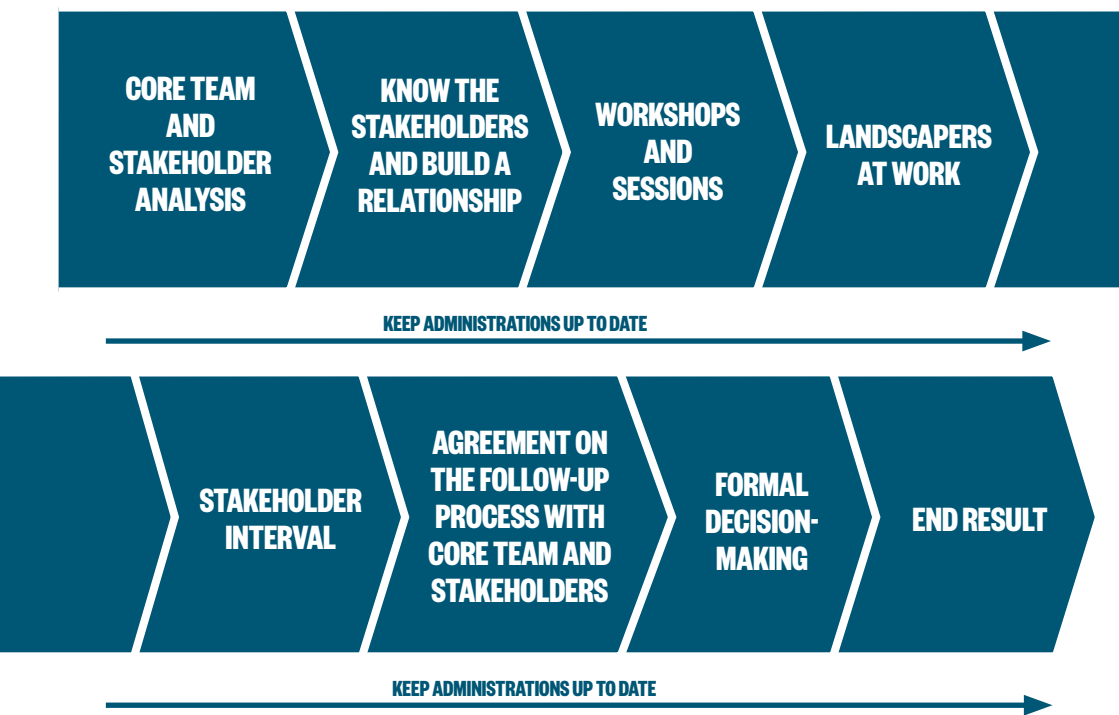 CORE TEAM
AND
STAKEHOLDER
ANALYSIS
KNOW THE
STAKEHOLDERS
AND BUILD A
RELATIONSHIP
WORKSHOPS
AND
SESSIONS
LANDSCAPERS
AT WORK
KEEP ADMINISTRATIONS UP TO DATE
STAKEHOLDER
INTERVAL
AGREEMENT ON
THE FOLLOW-UP
PROCESS WITH
CORE TEAM AND
STAKEHOLDERS
FORMAL
DECISION-
MAKING
END RESULT
KEEP ADMINISTRATIONS UP TO DATE